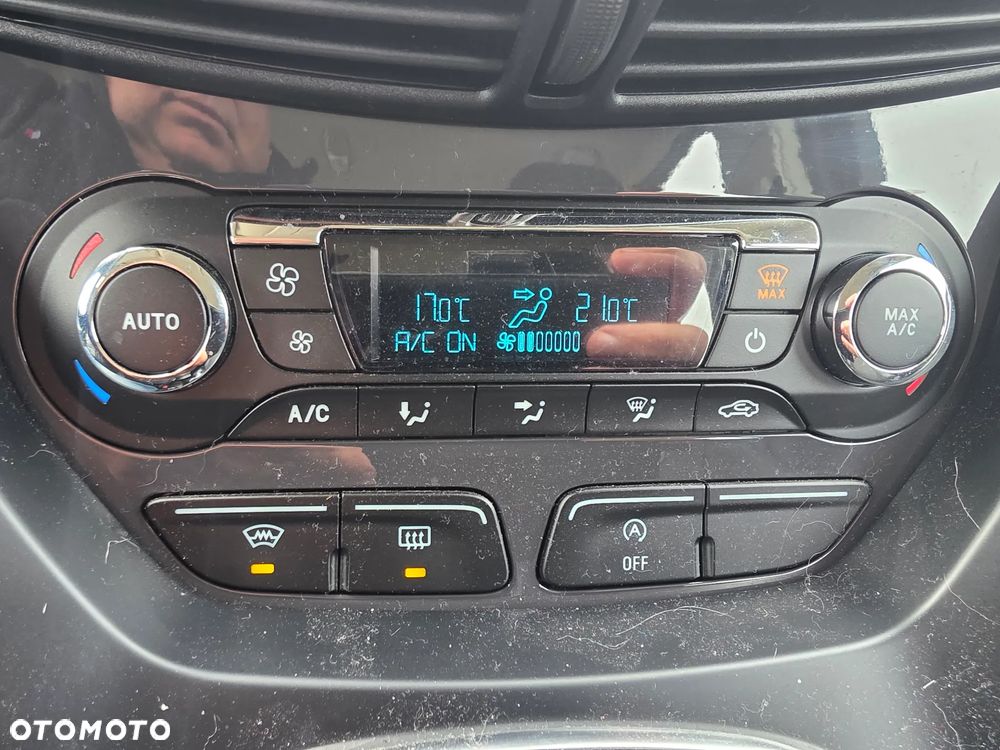 MAX
AUTO
17.0°C
21.0°C
MAX
A/C
A/C ON
A/C
A
OFF
OTOMOTO